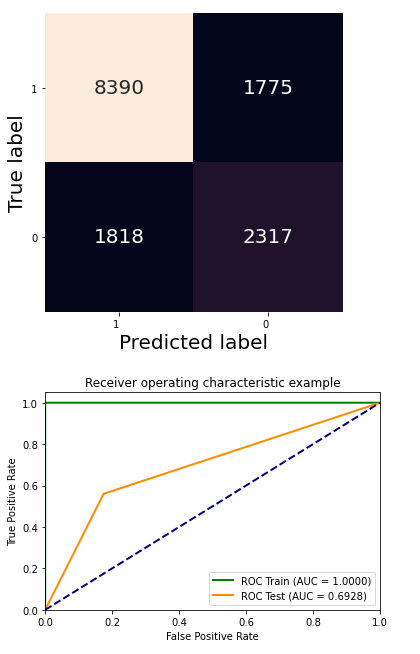 True label
1
8390
1775
0
1818
2317
1
0
Predicted label
Receiver operating characteristic example
True Positive Rate
1.0
0.8
0.6
0.4
0.2
0.0
ROC Train (AUC = 1.0000)
ROC Test (AUC = 0.6928)
0.0
0.2
0.4
0.6
0.8
1.0
False Positive Rate